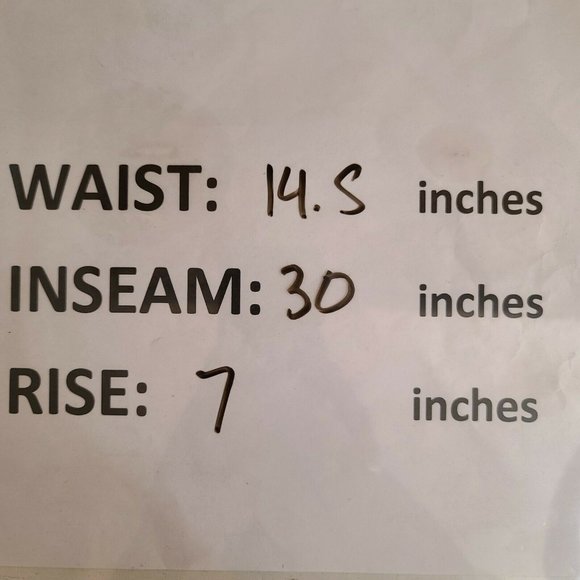 WAIST: 14.5 inches
INSEAM: 30 inches
RISE: 7 inches